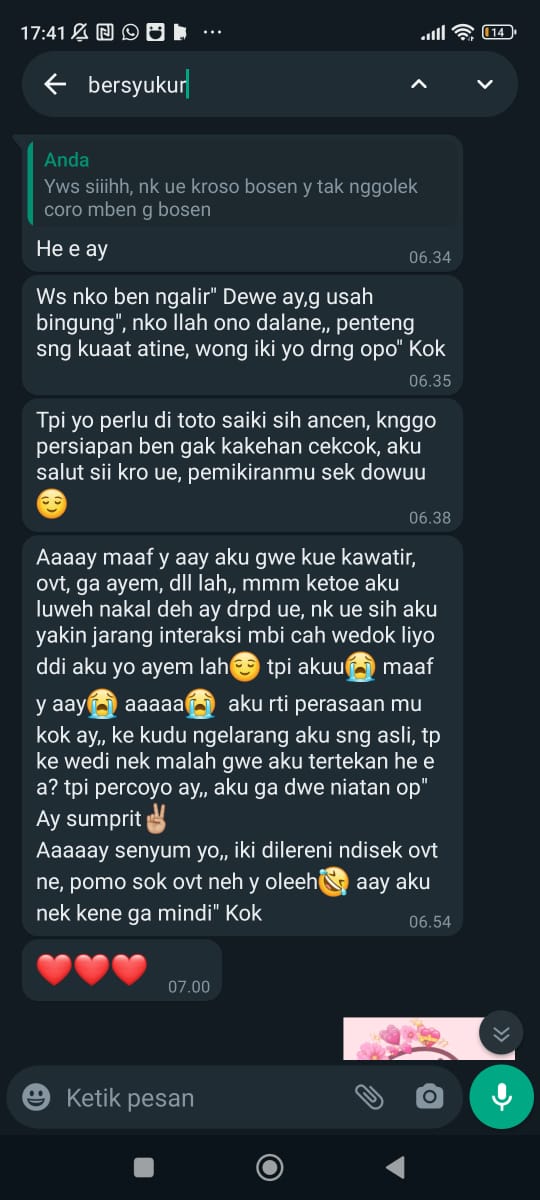 17:41
14
bersyukur
Anda
Yws siiihh, nk ue kroso bosen y tak nggolek
coro mben g bosen
He e ay
06.34
Ws nko ben ngalir" Dewe ay,g usah
bingung", nko llah ono dalane,, penteng
sng kuaat atine, wong iki yo drng opo" Kok
06.35
Tpi yo perlu di toto saiki sih ancen, knggo
persiapan ben gak kakehan cekcok, aku
salut sii kro ue, pemikiranmu sek dowuu
😌
06.38
Aaaay maaf y aay aku gwe kue kawatir,
ovt, ga ayem, dll lah,, mmm ketoe aku
luweh nakal deh ay drpd ue, nk ue sih aku
yakin jarang interaksi mbi cah wedok liyo
ddi aku yo ayem lah😌 tpi akuu😭 maaf
y aay😭 aaaaa😭 aku rti perasaan mu
kok ay,, ke kudu ngelarang aku sng asli, tp
ke wedi nek malah gwe aku tertekan he e
a? tpi percoyo ay,, aku ga dwe niatan op"
Ay sumprit✌🏼
Aaaaay senyum yo,, iki dilereni ndisek ovt
ne, pomo sok ovt neh y oleeh🤣 aay aku
nek kene ga mindi" Kok
06.54
❤️❤️❤️
07.00
Ketik pesan